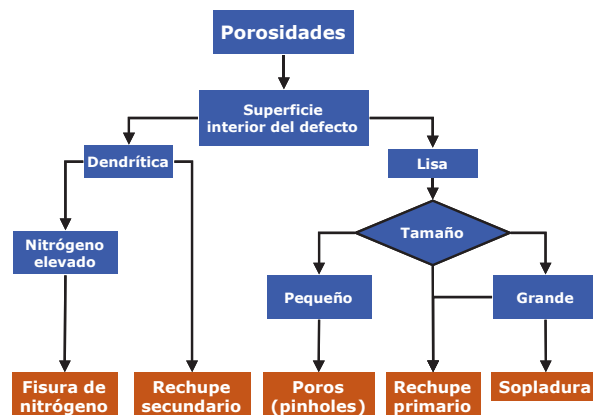 Porosidades
Superficie
interior del defecto
Dendrítica
Lisa
Nitrógeno
elevado
Tamaño
Pequeño
Grande
Fisura de
nitrógeno
Rechupe
secundario
Poros
(pinholes)
Rechupe
primario
Sopladura